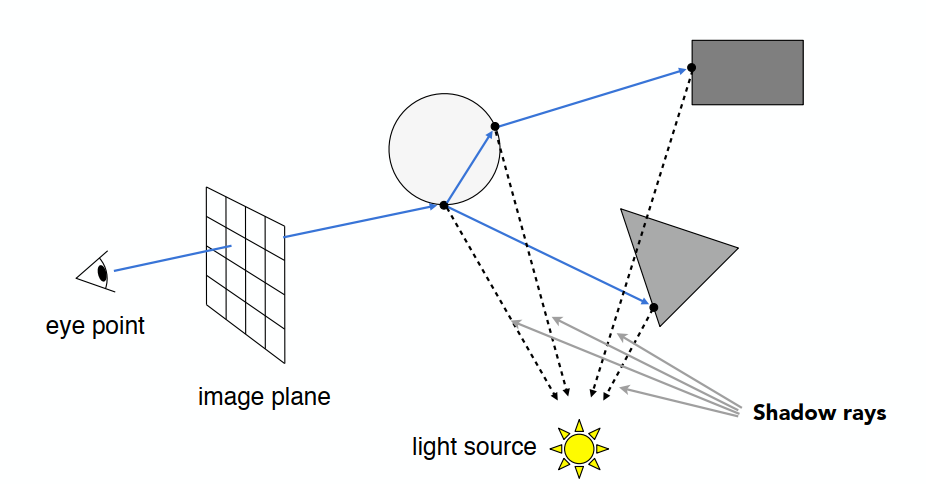 eye point
image plane
light source
Shadow rays